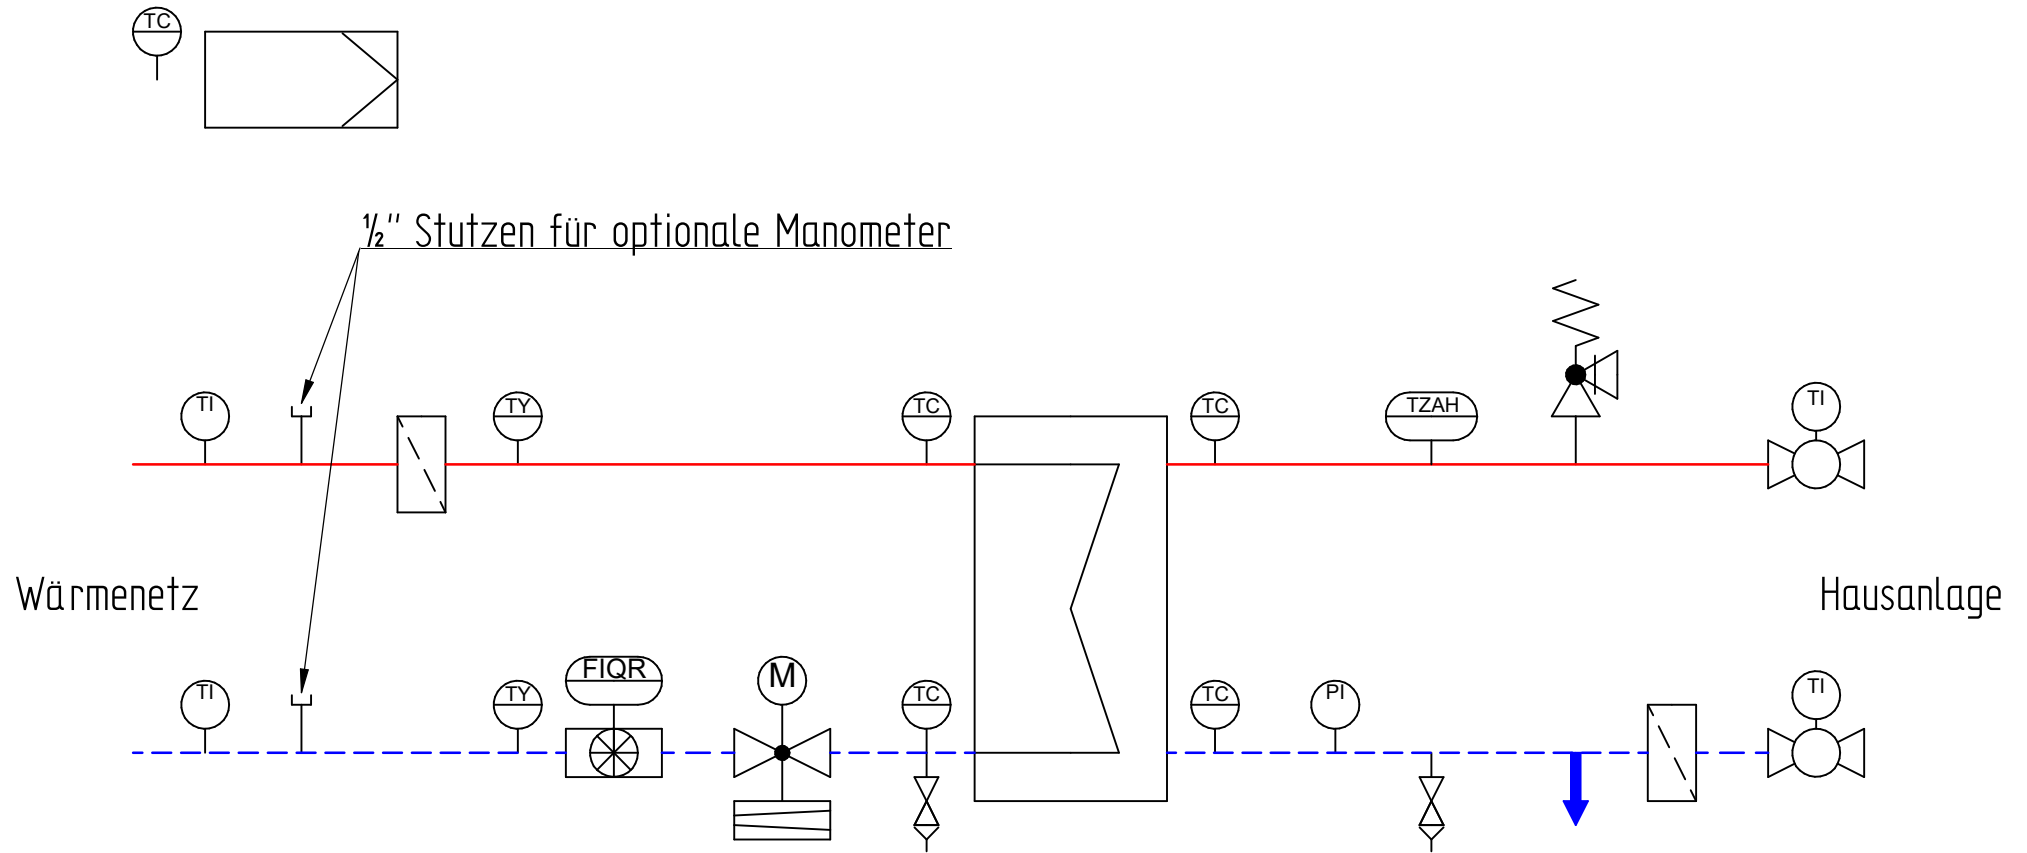 TC
½" Stutzen für optionale Manometer
TI
TY
TC
TC
TZAH
TI
Wärmenetz
Hausanlage
TI
TY
FIQR
M
TC
TC
PI
TI